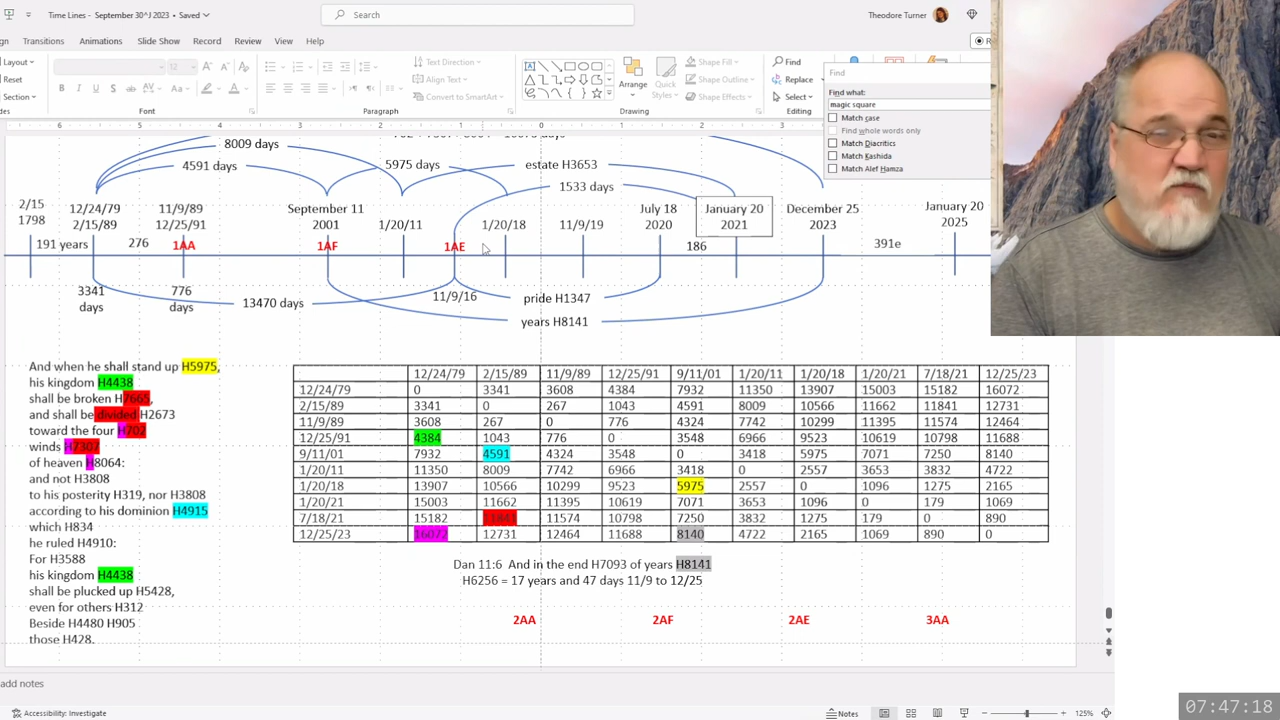 Time Lines - September 30^J 2023 • Saved
Search
Theodore Turner
Transitions Animations Slide Show Record Review View Help
Layout
Reset
Section
Text Direction
Align Text
Convert to SmartArt
Arrange
Quick
Styles
Shape Fill
Shape Outline
Shape Effects
Find
Replace
Select
Font
Paragraph
Drawing
Editing
Find
Find what:
magic square
Match case
Find whole words only
Match Diacritics
Match Kashida
Match Alef Hamza
6 5 4 3 2 1 0 1 2 3
8009 days
4591 days
5975 days
estate H3653
1533 days
2/15
1798
12/24/79
2/15/89
11/9/89
12/25/91
September 11
2001
1/20/11
1/20/18
11/9/19
July 18
2020
January 20
2021
December 25
2023
January 20
2025
191 years
276
1AA
1AF
1AE
186
391e
3341
days
776
days
13470 days
11/9/16
pride H1347
years H8141
And when he shall stand up H5975,
his kingdom H4438
shall be broken H7665,
and shall be divided H2673
toward the four H702
winds H7307
of heaven H8064:
and not H3808
to his posterity H319, nor H3808
according to his dominion H4915
which H834
he ruled H4910:
For H3588
his kingdom H4438
shall be plucked up H5428,
even for others H312
Beside H4480 H905
those H428.
12/24/79 2/15/89 11/9/89 12/25/91 9/11/01 1/20/11 1/20/18 1/20/21 7/18/21 12/25/23
12/24/79 0 3341 3608 4384 7932 11350 13907 15003 15182 16072
2/15/89 3341 0 267 1043 4591 8009 10566 11662 11841 12731
11/9/89 3608 267 0 776 4324 7742 10299 11395 11574 12464
12/25/91 4384 1043 776 0 3548 6966 9523 10619 10798 11688
9/11/01 7932 4591 4324 3548 0 3418 5975 7071 7250 8140
1/20/11 11350 8009 7742 6966 3418 0 2557 3653 3832 4722
1/20/18 13907 10566 10299 9523 5975 2557 0 1096 1275 2165
1/20/21 15003 11662 11395 10619 7071 3653 1096 0 179 1069
7/18/21 15182 11841 11574 10798 7250 3832 1275 179 0 890
12/25/23 16072 12731 12464 11688 8140 4722 2165 1069 890 0
Dan 11:6 And in the end H7093 of years H8141
H6256 = 17 years and 47 days 11/9 to 12/25
2AA 2AF 2AE 3AA
add notes
Accessibility: Investigate
Notes
125%
07:47:18